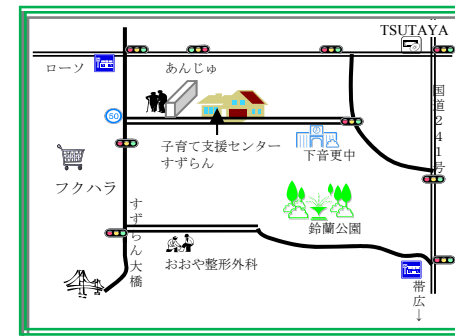 TSUTAYA
ローソ
あんじゅ
国道241号
50
子育て支援センター
すずらん
下音更中
フクハラ
すずらん大橋
鈴蘭公園
おおや整形外科
帯広→